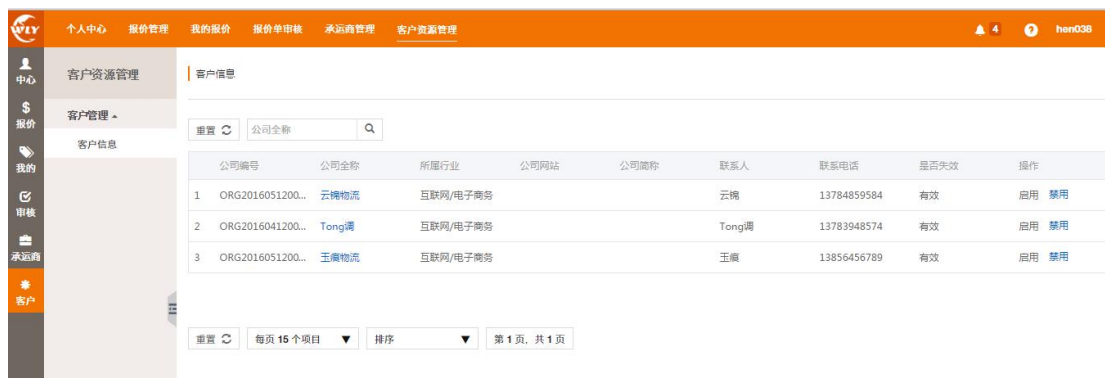 WLY 个人中心 报价管理 我的报价 报价单审核 承运商管理 客户资源管理 4 ? hen038
中心
报价
我的
审核
承运商
客户
客户资源管理
客户管理
客户信息
客户信息
重置 公司全称
公司编号 公司全称 所属行业 公司网站 公司简称 联系人 联系电话 是否失效 操作
1 ORG2016051200... 云锦物流 互联网/电子商务 云锦 13784859584 有效 启用 禁用
2 ORG2016041200... Tong调 互联网/电子商务 Tong调 13783948574 有效 启用 禁用
3 ORG2016051200... 互联网/电子商务 13856456789 有效 启用 禁用
重置 每页 15 个项目 排序 第 1 页, 共 1 页